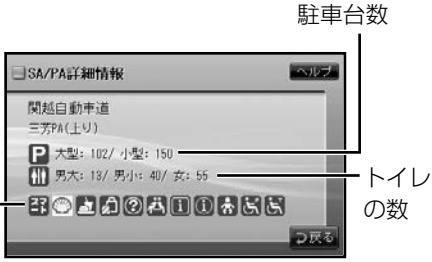 駐車台数
SA/PA詳細情報
ヘルプ
関越自動車道
三芳PA(上り)
P 大型: 102/ 小型: 150
男大: 13/ 男小: 40/ 女: 55
トイレ
の数
戻る